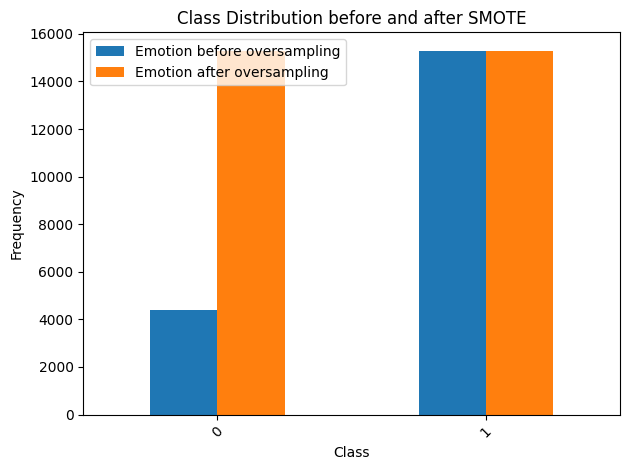 Class Distribution before and after SMOTE
Emotion before oversampling
Emotion after oversampling
16000
14000
12000
10000
8000
6000
4000
2000
0
Frequency
0
1
Class